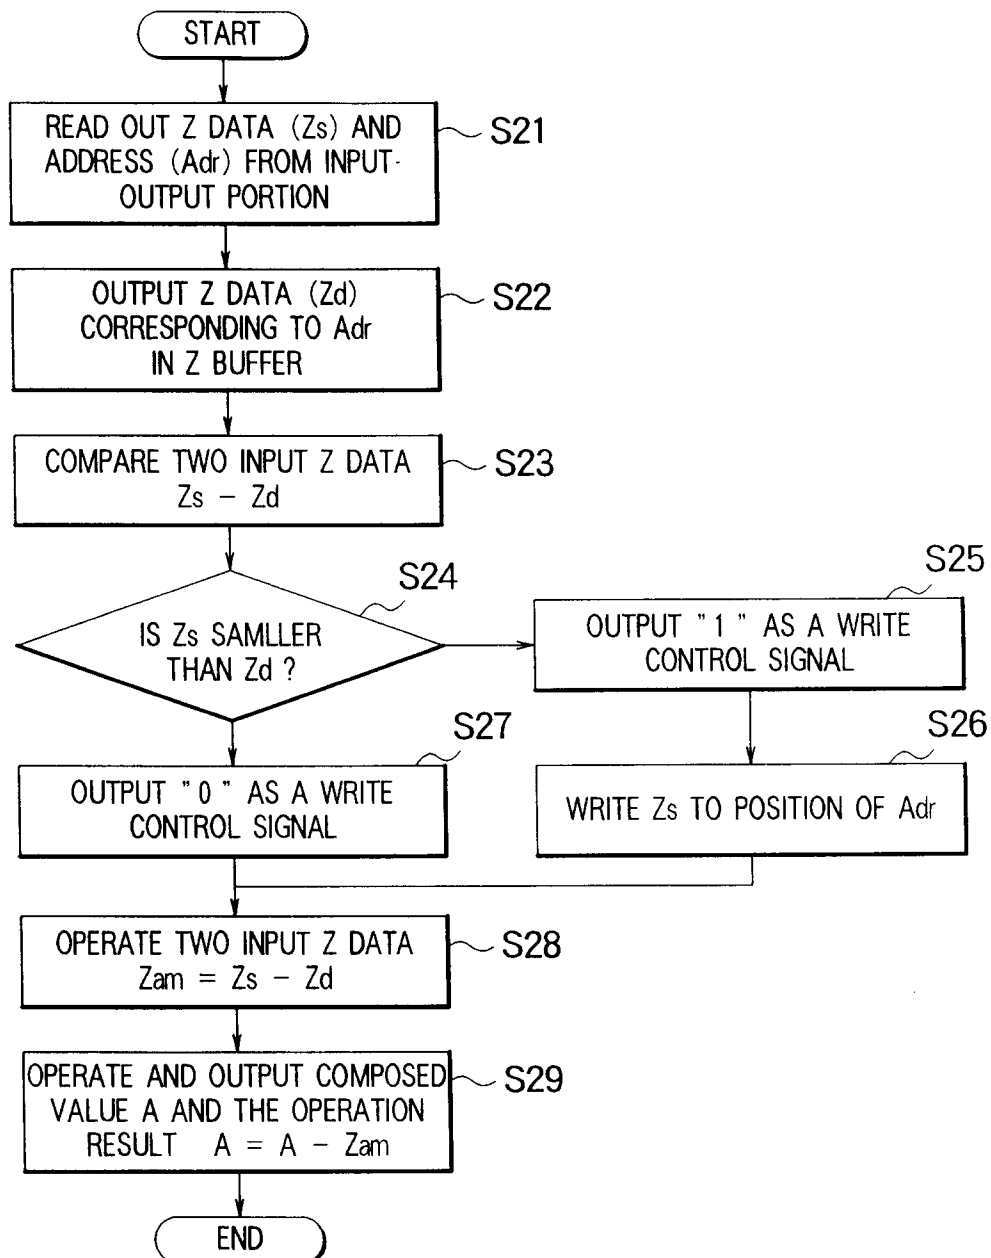 START
READ OUT Z DATA (Zs) AND
ADDRESS (Adr) FROM INPUT-
OUTPUT PORTION
S21
OUTPUT Z DATA (Zd)
CORRESPONDING TO Adr
IN Z BUFFER
S22
COMPARE TWO INPUT Z DATA
Zs − Zd
S23
IS Zs SAMLLER
THAN Zd ?
S24
OUTPUT "1" AS A WRITE
CONTROL SIGNAL
S25
WRITE Zs TO POSITION OF Adr
S26
OUTPUT "0" AS A WRITE
CONTROL SIGNAL
S27
OPERATE TWO INPUT Z DATA
Zam = Zs − Zd
S28
OPERATE AND OUTPUT COMPOSED
VALUE A AND THE OPERATION
RESULT A = A − Zam
S29
END